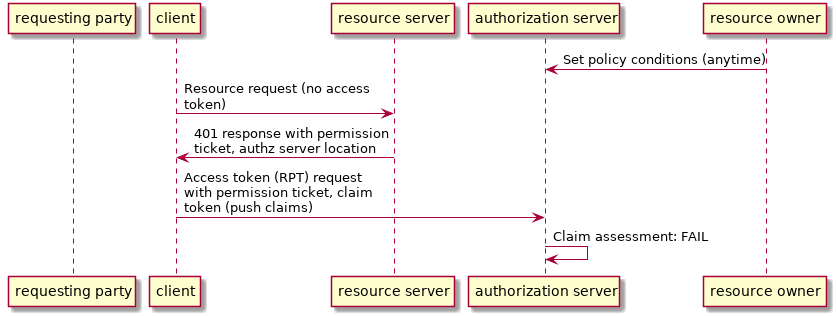 requesting party
client
resource server
authorization server
resource owner
Set policy conditions (anytime)
Resource request (no access
token)
401 response with permission
ticket, authz server location
Access token (RPT) request
with permission ticket, claim
token (push claims)
Claim assessment: FAIL
requesting party
client
resource server
authorization server
resource owner